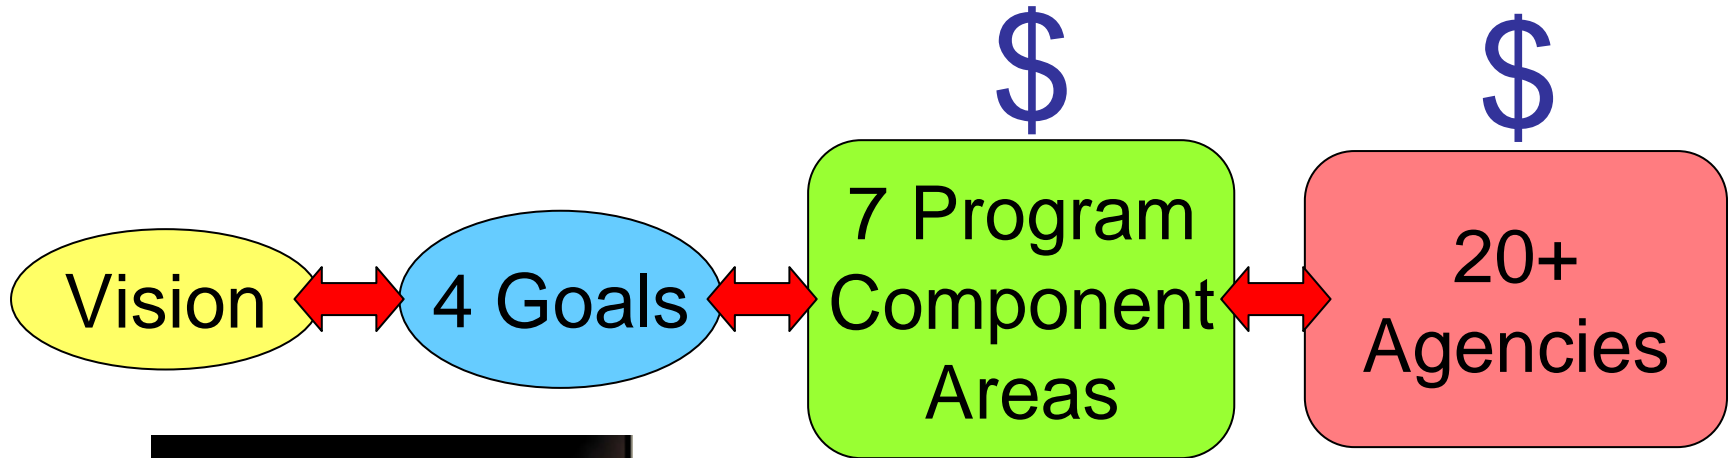 $
$
Vision
4 Goals
7 Program
Component
Areas
20+
Agencies